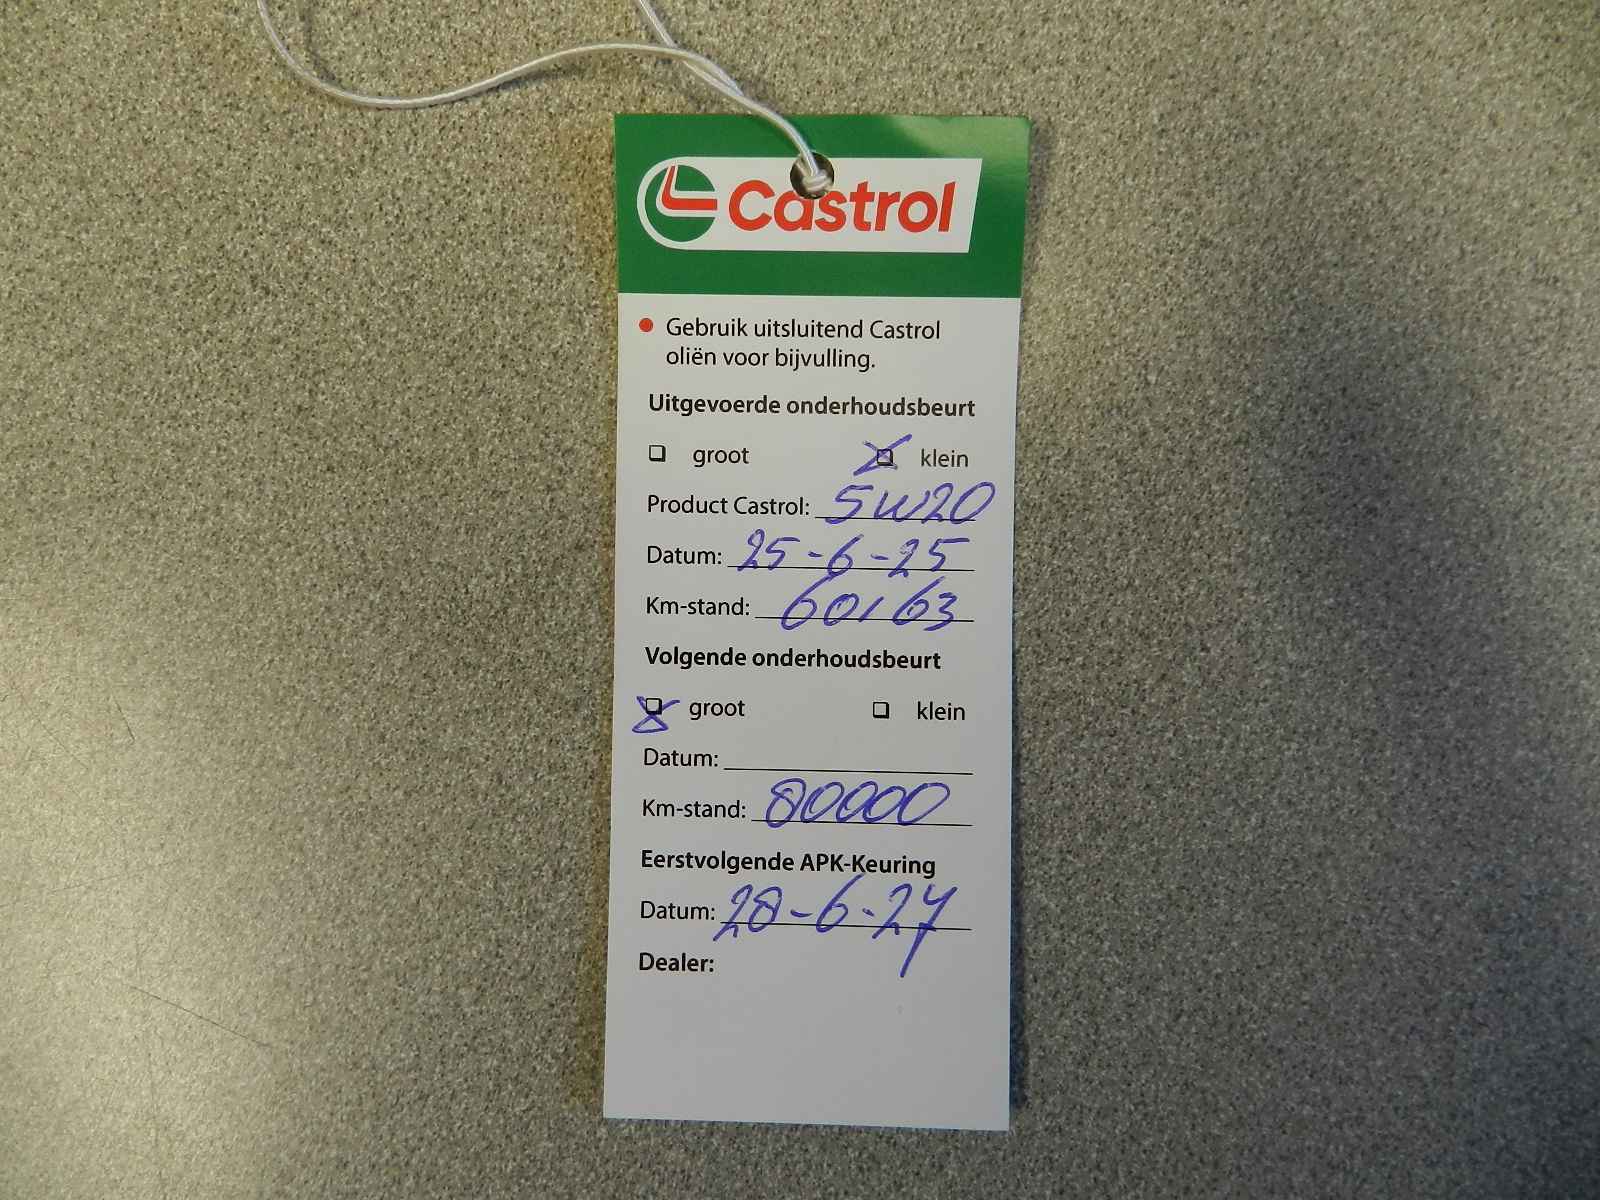 Castrol
Gebruik uitsluitend Castrol
oliën voor bijvulling.
Uitgevoerde onderhoudsbeurt
groot klein
Product Castrol: 5W20
Datum: 25-6-25
Km-stand: 60163
Volgende onderhoudsbeurt
groot klein
Datum:
Km-stand: 80000
Eerstvolgende APK-Keuring
Datum: 28-6-27
Dealer: